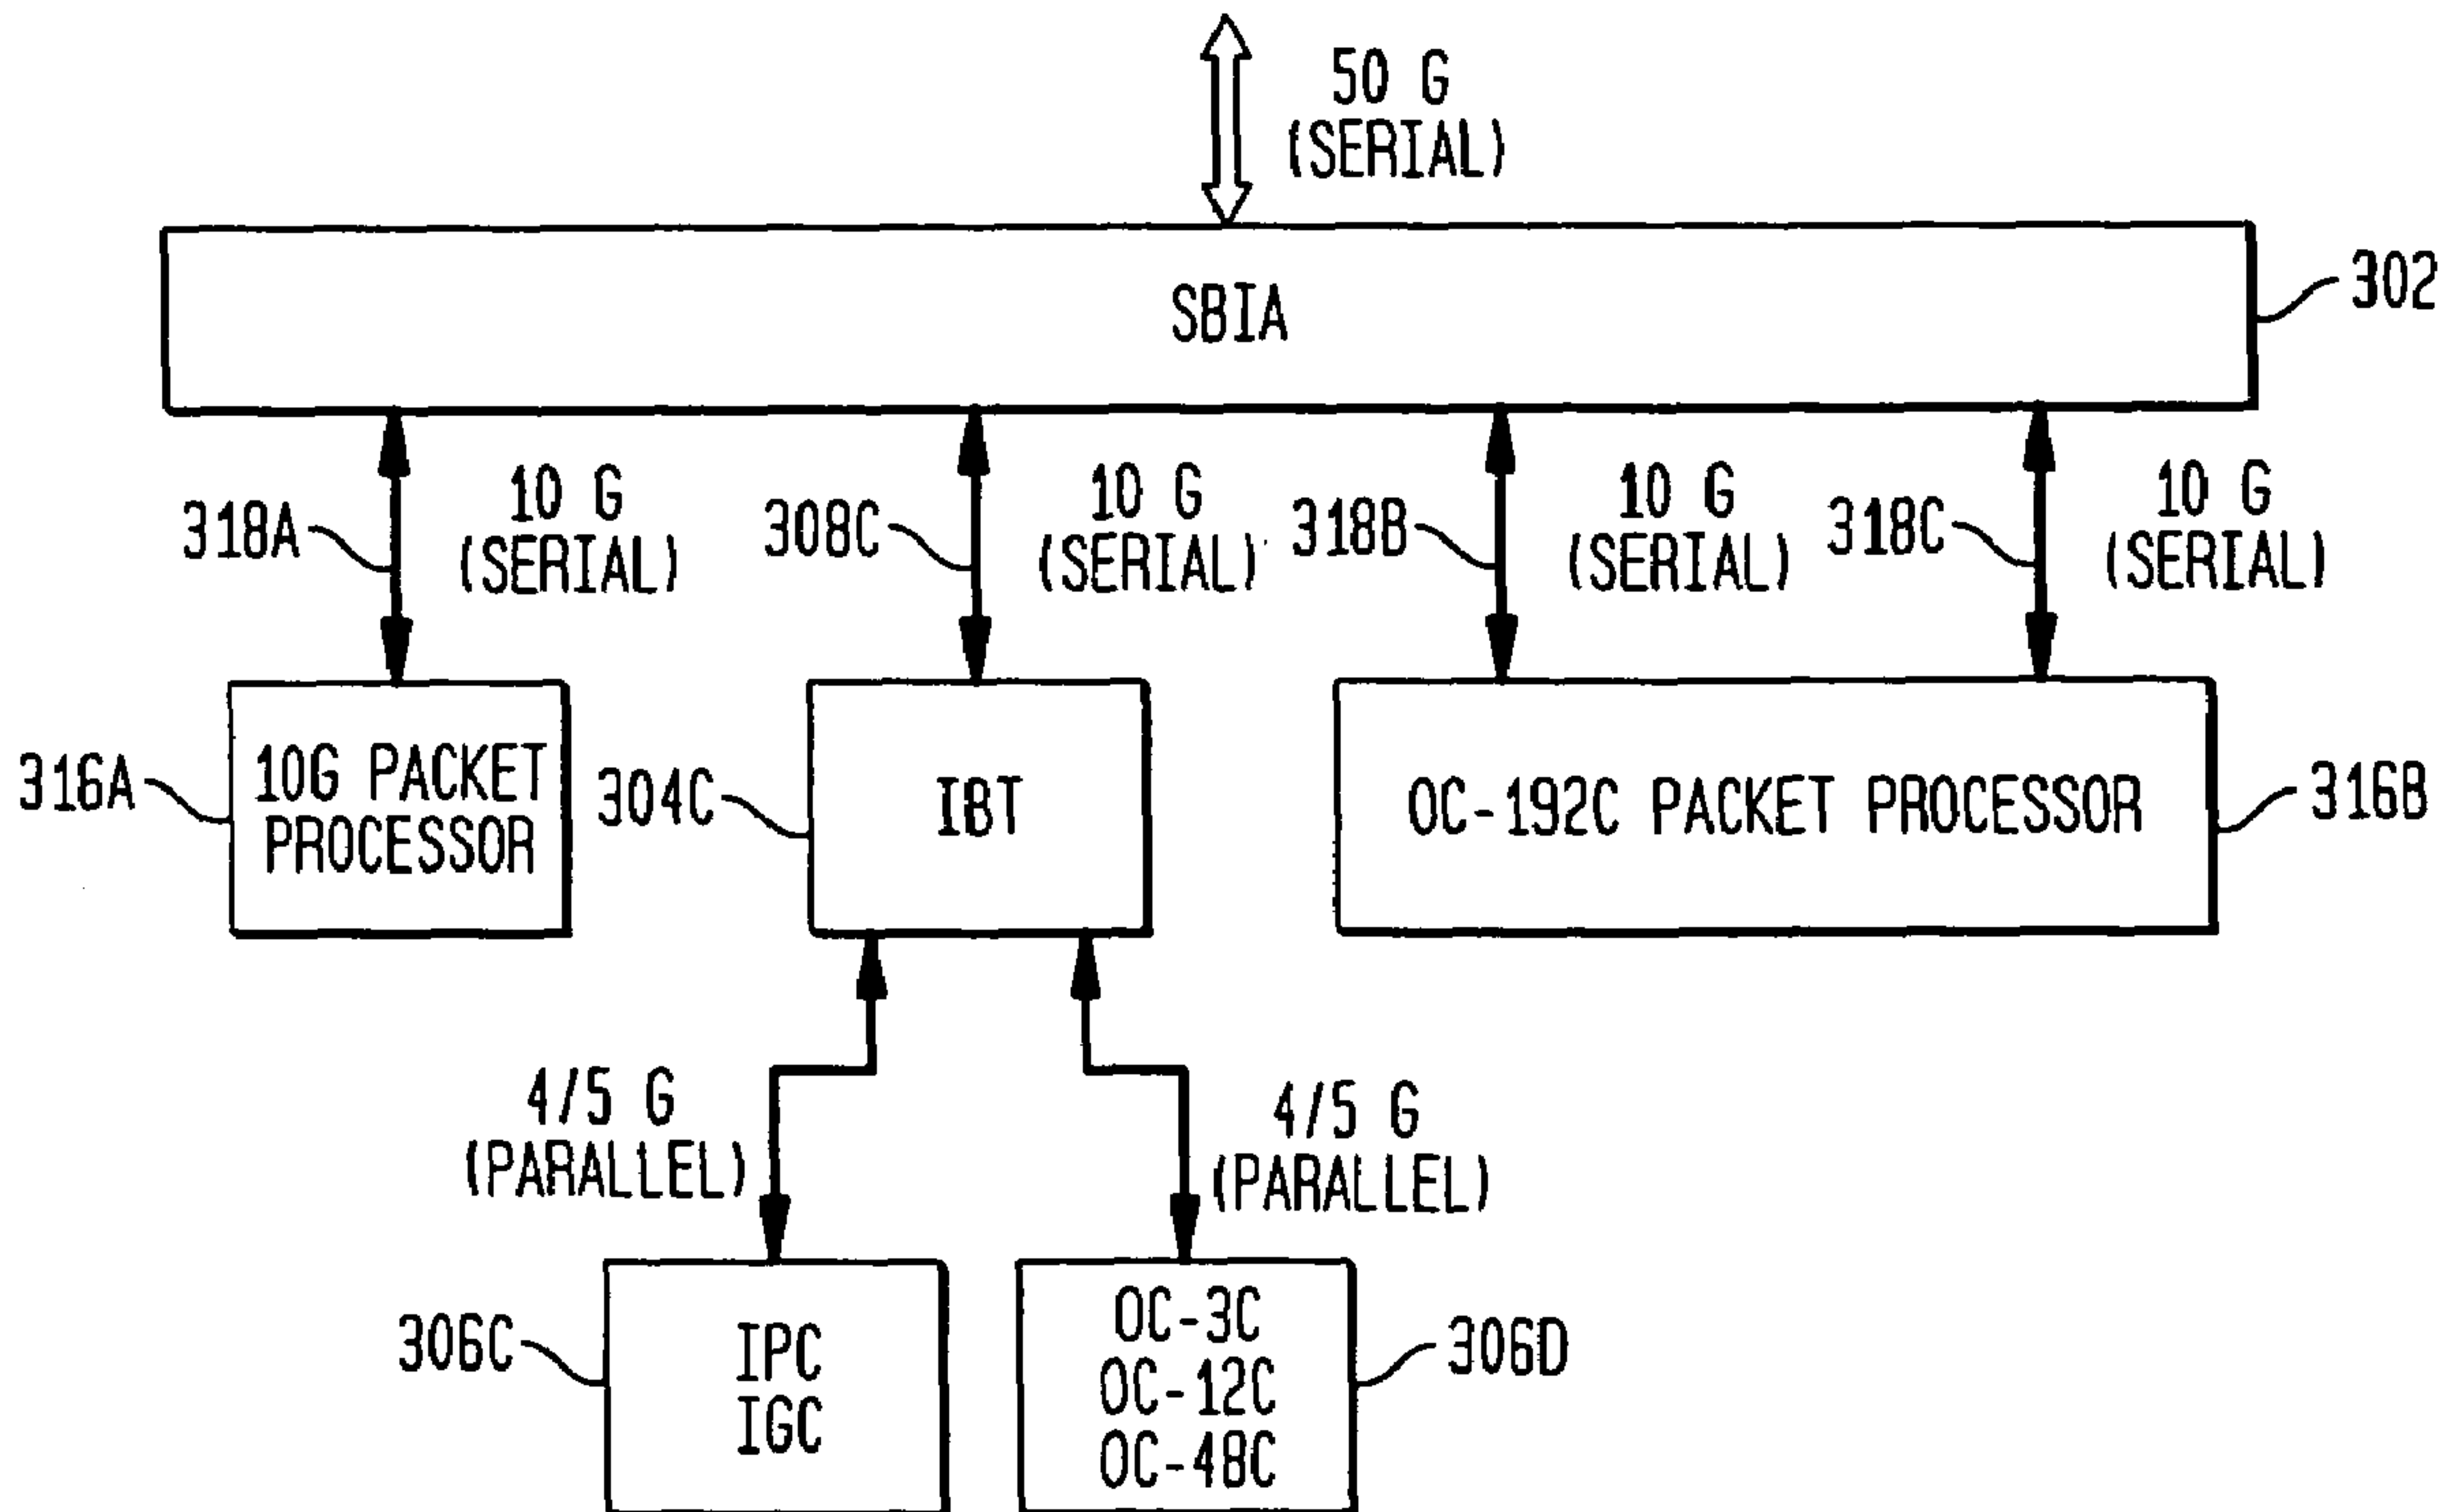 50 G
(SERIAL)
SBIA
302
318A
10 G
(SERIAL)
308C
10 G
(SERIAL)
318B
10 G
(SERIAL)
318C
10 G
(SERIAL)
316A
10G PACKET
PROCESSOR
304C
IBT
OC-192C PACKET PROCESSOR
316B
4/5 G
(PARALLEL)
4/5 G
(PARALLEL)
306C
IPC
IGC
OC-3C
OC-12C
OC-48C
306D